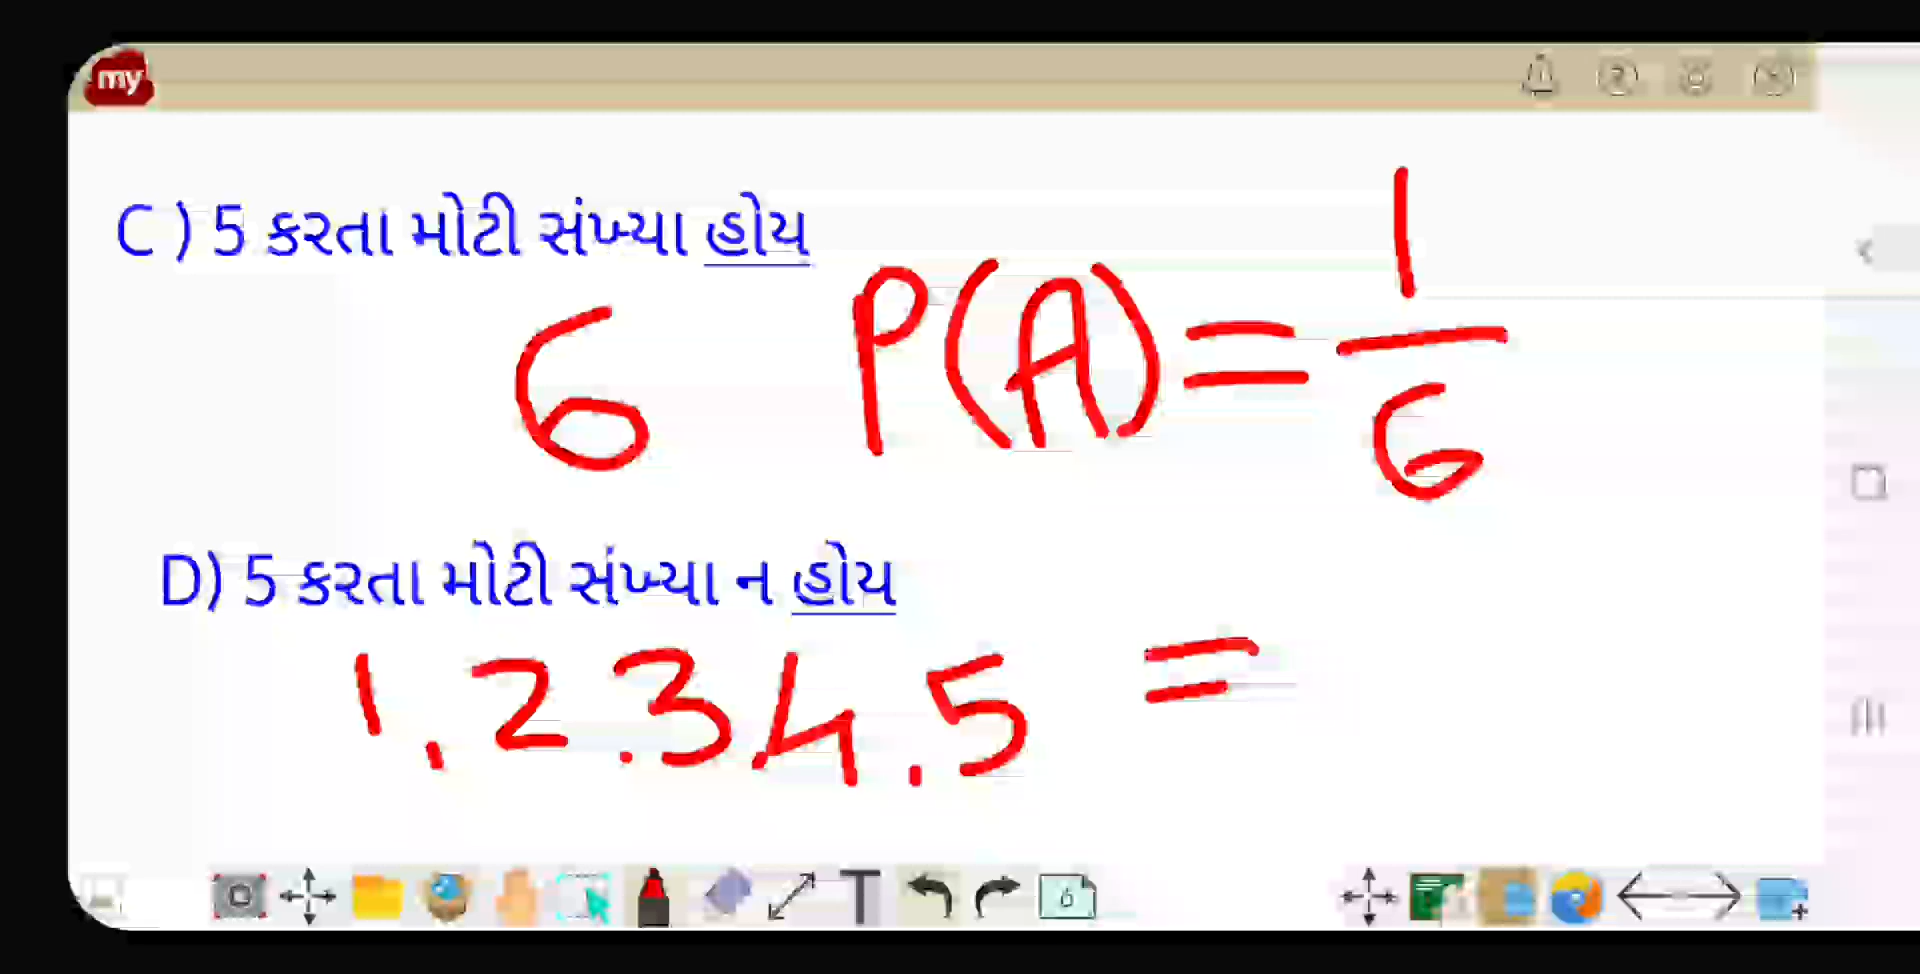 my
C ) 5 કરતા મોટી સંખ્યા હોય
6 P(A) = 1/6
D) 5 કરતા મોટી સંખ્યા ન હોય
1, 2.3.4.5 =